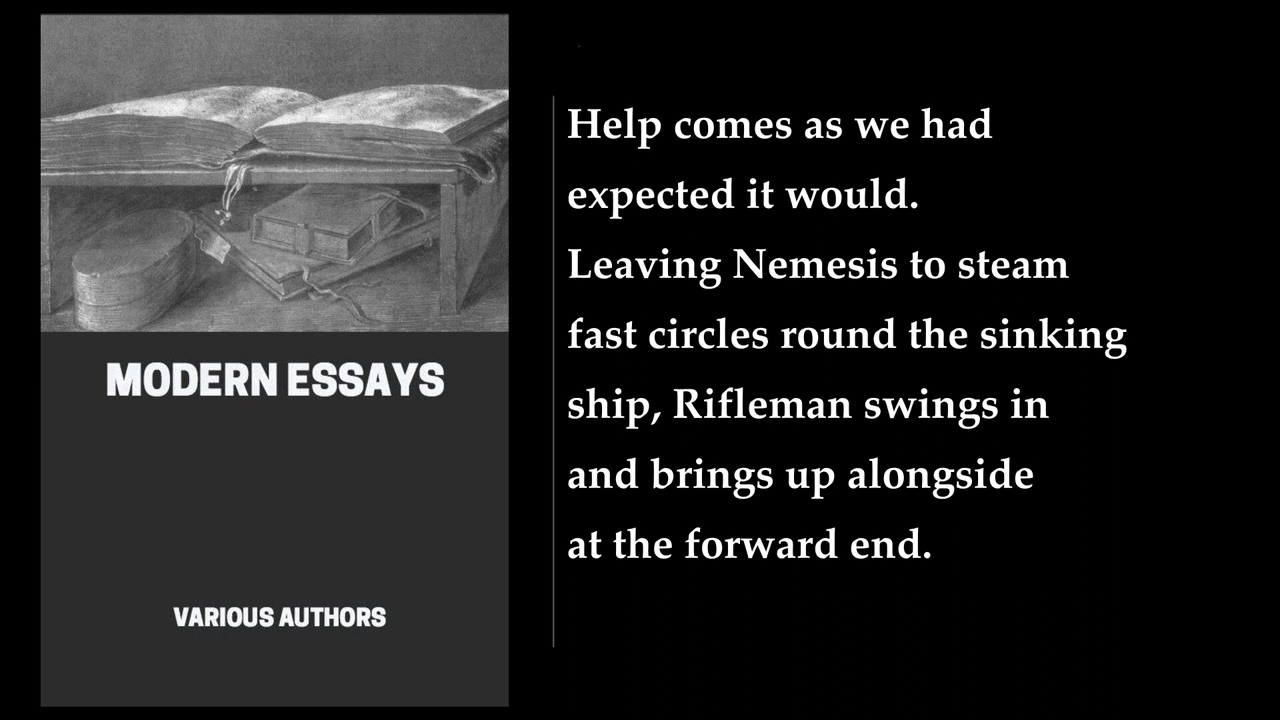 MODERN ESSAYS
VARIOUS AUTHORS
Help comes as we had
expected it would.
Leaving Nemesis to steam
fast circles round the sinking
ship, Rifleman swings in
and brings up alongside
at the forward end.